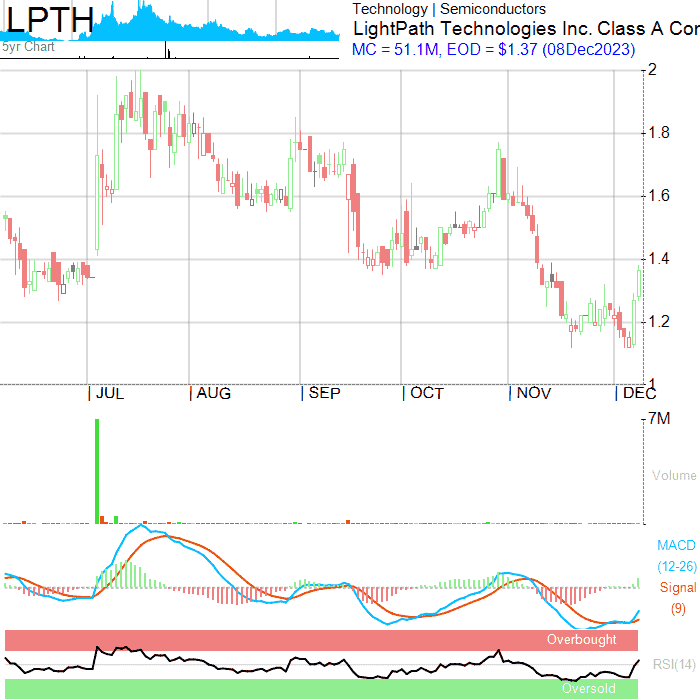 LPTH
5yr Chart
Technology | Semiconductors
LightPath Technologies Inc. Class A Con
MC = 51.1M, EOD = $1.37 (08Dec2023)
2
1.8
1.6
1.4
1.2
1
| JUL | AUG | SEP | OCT | NOV | DEC
7M
Volume
MACD
(12-26)
Signal
(9)
Overbought
RSI(14)
Oversold